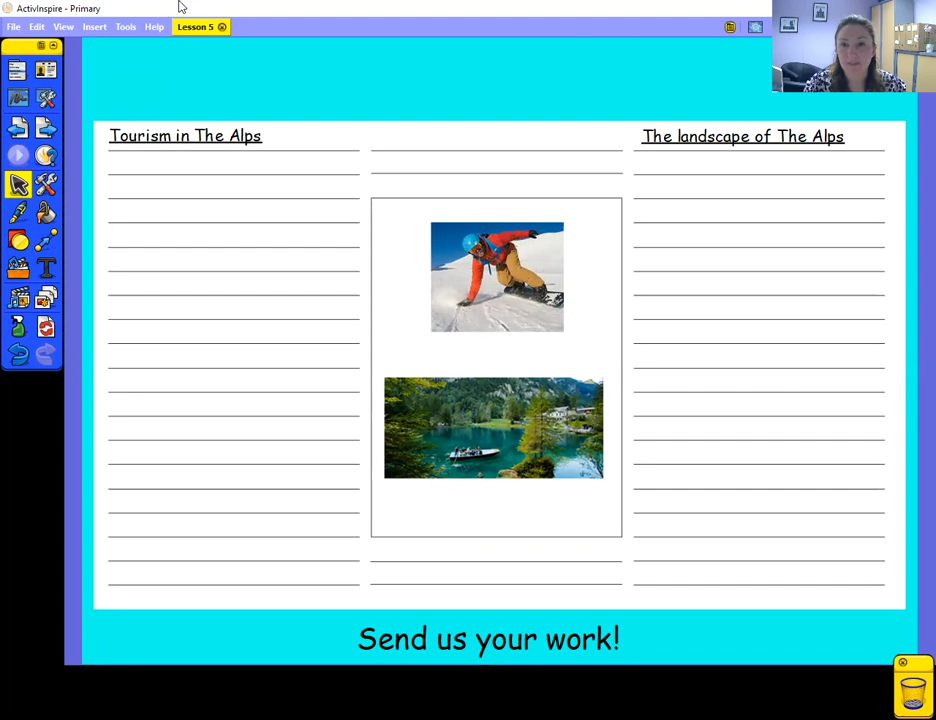 ActivInspire - Primary
File Edit View Insert Tools Help Lesson 5
Tourism in The Alps
The landscape of The Alps
Send us your work!